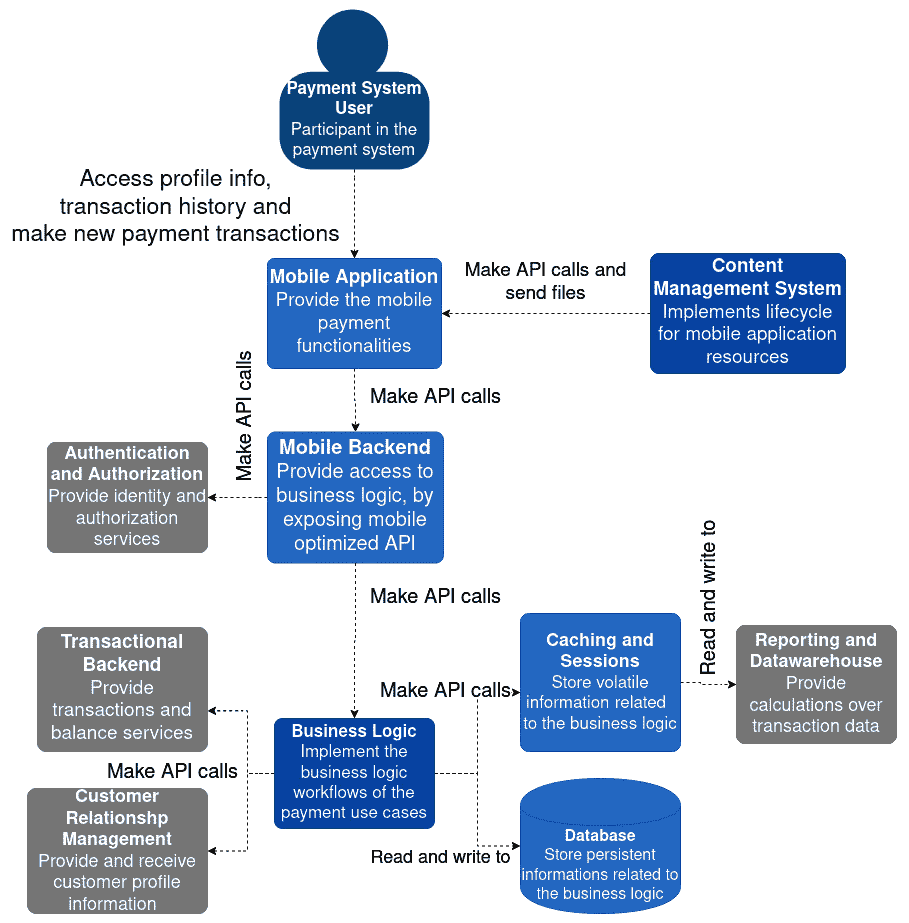 Payment System
User
Participant in the
payment system
Access profile info,
transaction history and
make new payment transactions
Mobile Application
Provide the mobile
payment
functionalities
Make API calls and
send files
Content
Management System
Implements lifecycle
for mobile application
resources
Make API calls
Make API calls
Mobile Backend
Provide access to
business logic, by
exposing mobile
optimized API
Authentication
and Authorization
Provide identity and
authorization
services
Make API calls
Read and write to
Caching and
Sessions
Store volatile
information related
to the business logic
Reporting and
Datawarehouse
Provide
calculations over
transaction data
Transactional
Backend
Provide
transactions and
balance services
Make API calls
Business Logic
Implement the
business logic
workflows of the
payment use cases
Make API calls
Customer
Relationshp
Management
Provide and receive
customer profile
information
Read and write to
Database
Store persistent
informations related to
the business logic